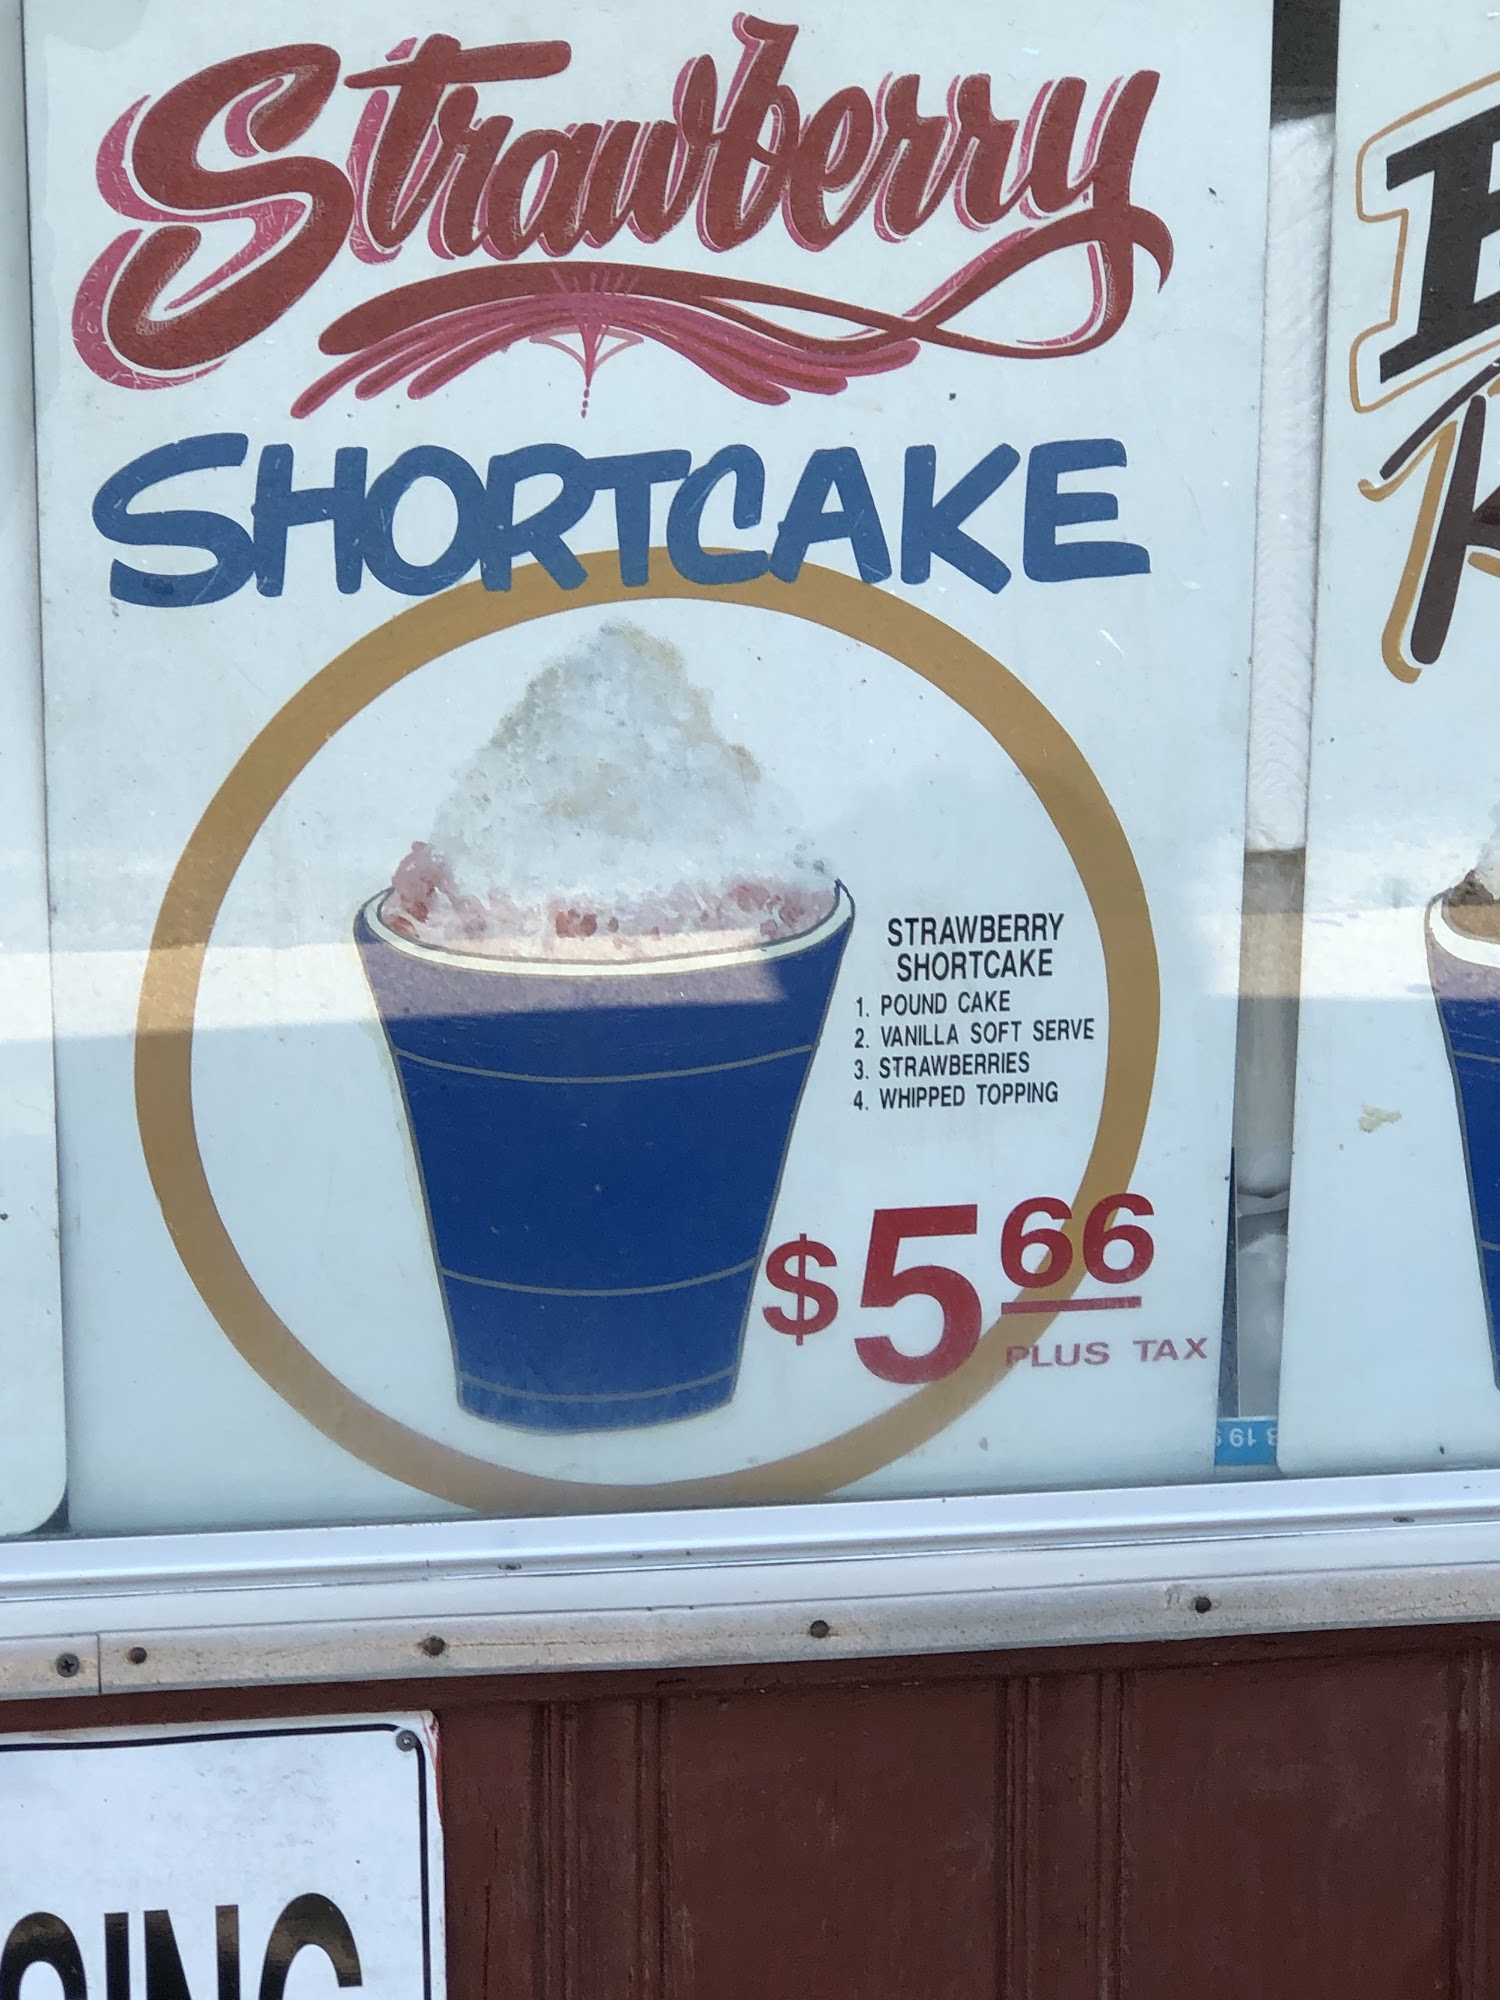 Strawberry
SHORTCAKE
STRAWBERRY
SHORTCAKE
1. POUND CAKE
2. VANILLA SOFT SERVE
3. STRAWBERRIES
4. WHIPPED TOPPING
$5 66
PLUS TAX